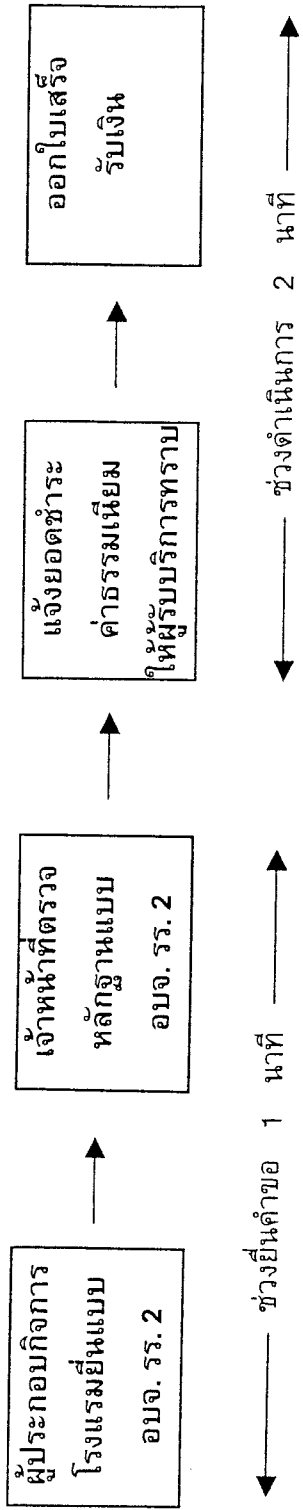 ผู้ประกอบกิจการ
โรงแรมยื่นแบบ
อบจ. รร. 2
เจ้าหน้าที่ตรวจ
หลักฐานแบบ
อบจ. รร. 2
แจ้งยอดชำระ
ค่าธรรมเนียม
ให้ผู้รับบริการทราบ
ออกใบเสร็จ
รับเงิน
ช่วงยื่นคำขอ 1 นาที
ช่วงดำเนินการ 2 นาที